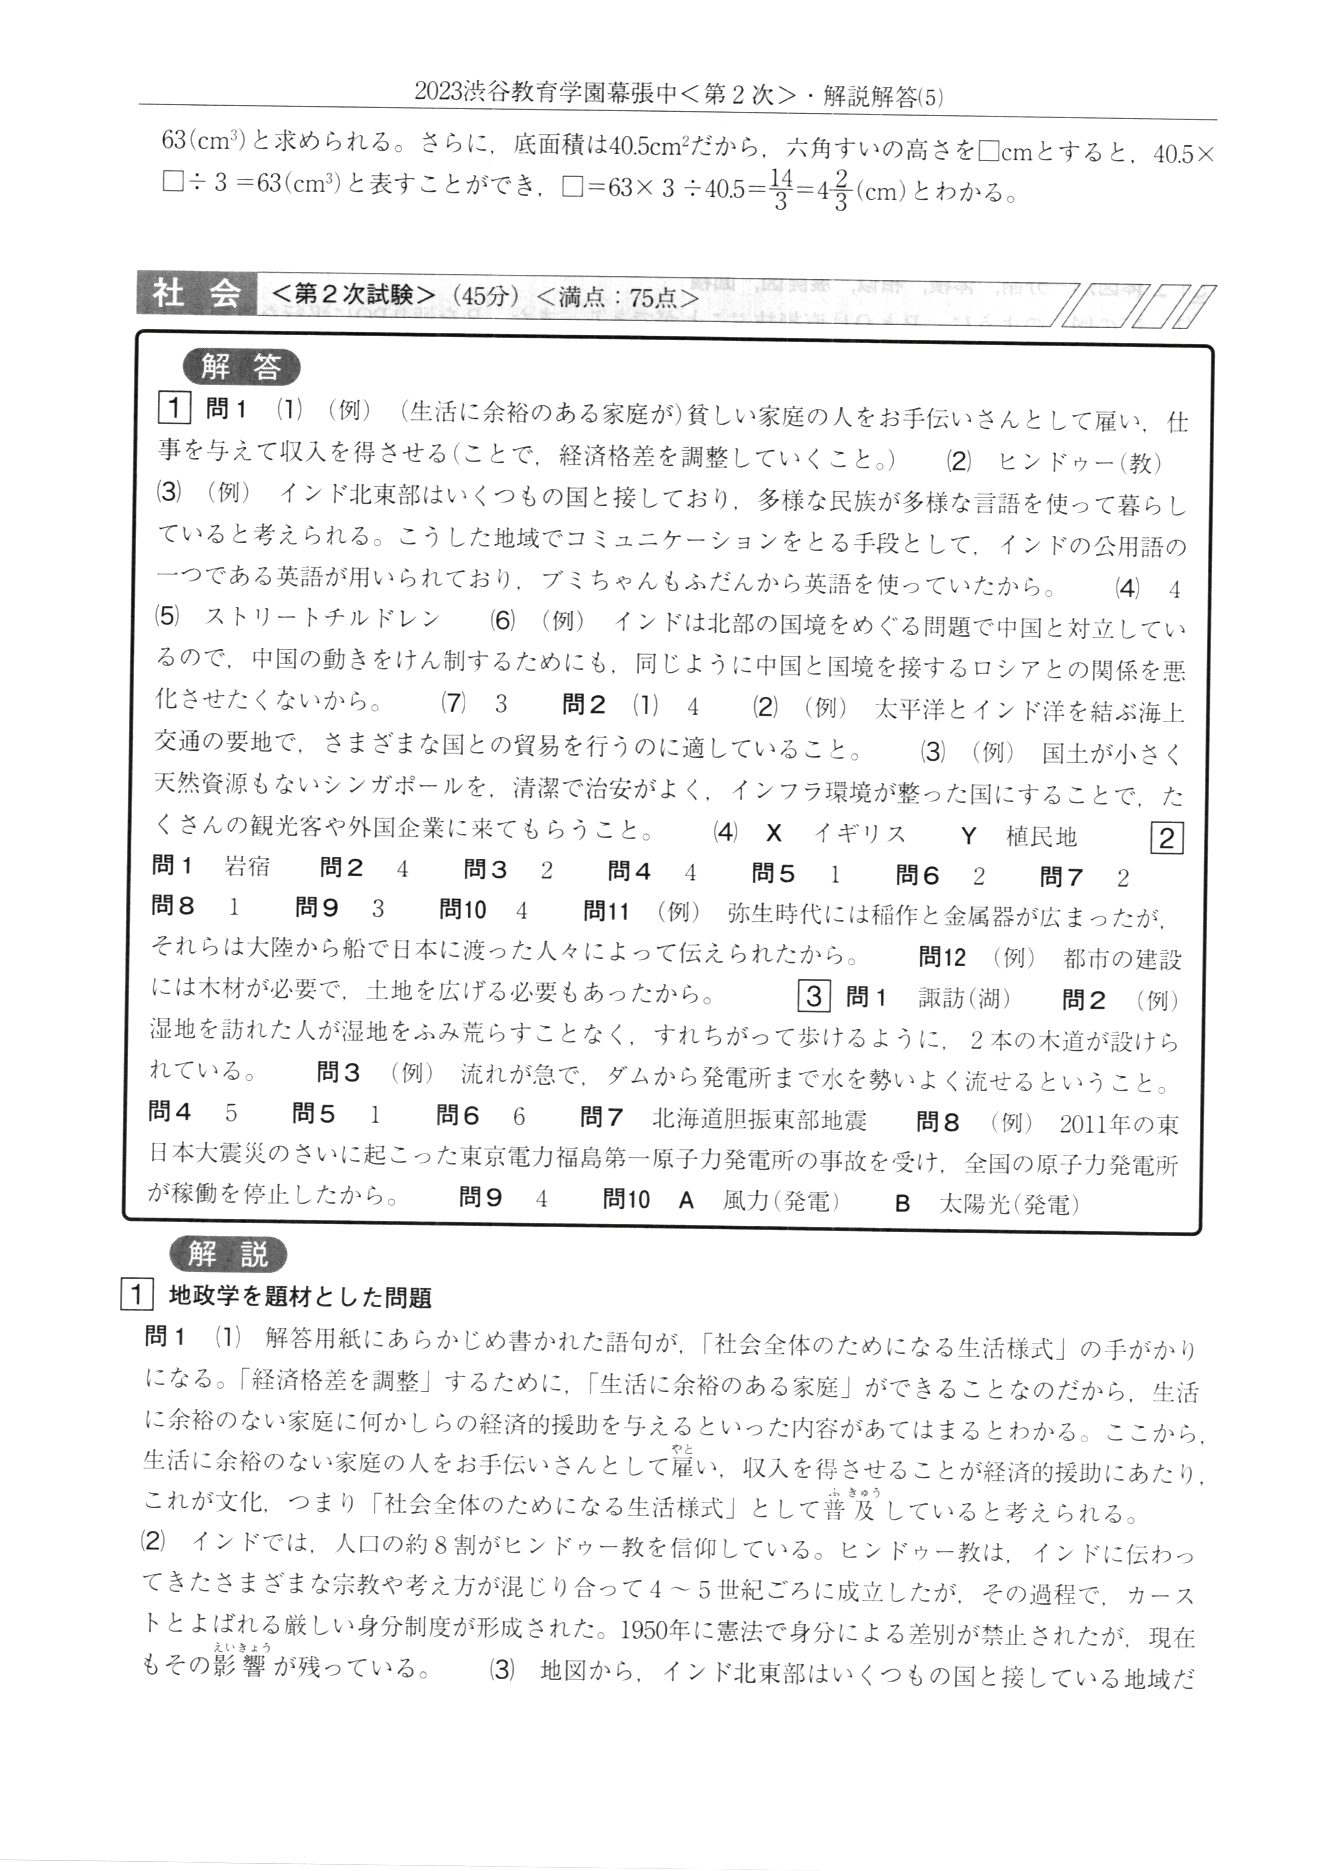 2023渋谷教育学園幕張中＜第２次＞・解説解答(5)
63(cm³)と求められる。さらに，底面積は40.5cm²だから，六角すいの高さを□cmとすると，40.5×
□÷３＝63(cm³)と表すことができ，□＝63×３÷40.5＝14/3＝4 2/3(cm)とわかる。
社会 ＜第２次試験＞（45分）＜満点：75点＞
解答
1 問１ ⑴ （例）（生活に余裕のある家庭が）貧しい家庭の人をお手伝いさんとして雇い，仕
事を与えて収入を得させる（ことで，経済格差を調整していくこと。） ⑵ ヒンドゥー（教）
⑶ （例） インド北東部はいくつもの国と接しており，多様な民族が多様な言語を使って暮らし
ていると考えられる。こうした地域でコミュニケーションをとる手段として，インドの公用語の
一つである英語が用いられており，ブミちゃんもふだんから英語を使っていたから。 ⑷ 4
⑸ ストリートチルドレン ⑹ （例） インドは北部の国境をめぐる問題で中国と対立してい
るので，中国の動きをけん制するためにも，同じように中国と国境を接するロシアとの関係を悪
化させたくないから。 ⑺ 3 問２ ⑴ 4 ⑵ （例） 太平洋とインド洋を結ぶ海上
交通の要地で，さまざまな国との貿易を行うのに適していること。 ⑶ （例） 国土が小さく
天然資源もないシンガポールを，清潔で治安がよく，インフラ環境が整った国にすることで，た
くさんの観光客や外国企業に来てもらうこと。 ⑷ X イギリス Y 植民地 2
問１ 岩宿 問２ 4 問３ 2 問４ 4 問５ 1 問６ 2 問７ 2
問８ 1 問９ 3 問10 4 問11 （例） 弥生時代には稲作と金属器が広まったが，
それらは大陸から船で日本に渡った人々によって伝えられたから。 問12 （例） 都市の建設
には木材が必要で，土地を広げる必要もあったから。 3 問１ 諏訪（湖） 問２ （例）
湿地を訪れた人が湿地をふみ荒らすことなく，すれちがって歩けるように，２本の木道が設けら
れている。 問３ （例） 流れが急で，ダムから発電所まで水を勢いよく流せるということ。
問４ 5 問５ 1 問６ 6 問７ 北海道胆振東部地震 問８ （例） 2011年の東
日本大震災のさいに起こった東京電力福島第一原子力発電所の事故を受け，全国の原子力発電所
が稼働を停止したから。 問９ 4 問10 A 風力（発電） B 太陽光（発電）
解説
1 地政学を題材とした問題
問１ ⑴ 解答用紙にあらかじめ書かれた語句が，「社会全体のためになる生活様式」の手がかり
になる。「経済格差を調整」するために，「生活に余裕のある家庭」ができることなのだから，生活
に余裕のない家庭に何かしらの経済的援助を与えるといった内容があてはまるとわかる。ここから，
やと
生活に余裕のない家庭の人をお手伝いさんとして雇い，収入を得させることが経済的援助にあたり，
ふ きゅう
これが文化，つまり「社会全体のためになる生活様式」として普及していると考えられる。
⑵ インドでは，人口の約８割がヒンドゥー教を信仰している。ヒンドゥー教は，インドに伝わっ
てきたさまざまな宗教や考え方が混じり合って４～５世紀ごろに成立したが，その過程で，カース
トとよばれる厳しい身分制度が形成された。1950年に憲法で身分による差別が禁止されたが，現在
えいきょう
もその影響が残っている。 ⑶ 地図から，インド北東部はいくつもの国と接している地域だ